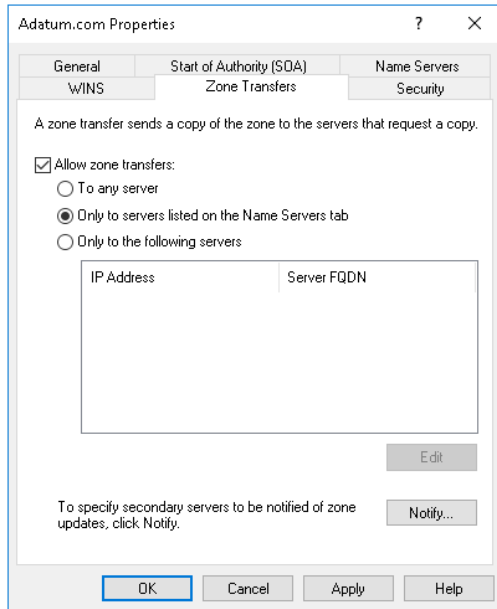 Adatum.com Properties
?
General
Start of Authority (SOA)
Name Servers
WINS
Zone Transfers
Security
A zone transfer sends a copy of the zone to the servers that request a copy.
Allow zone transfers:
To any server
Only to servers listed on the Name Servers tab
Only to the following servers
IP Address
Server FQDN
Edit
To specify secondary servers to be notified of zone
updates, click Notify.
Notify...
OK
Cancel
Apply
Help